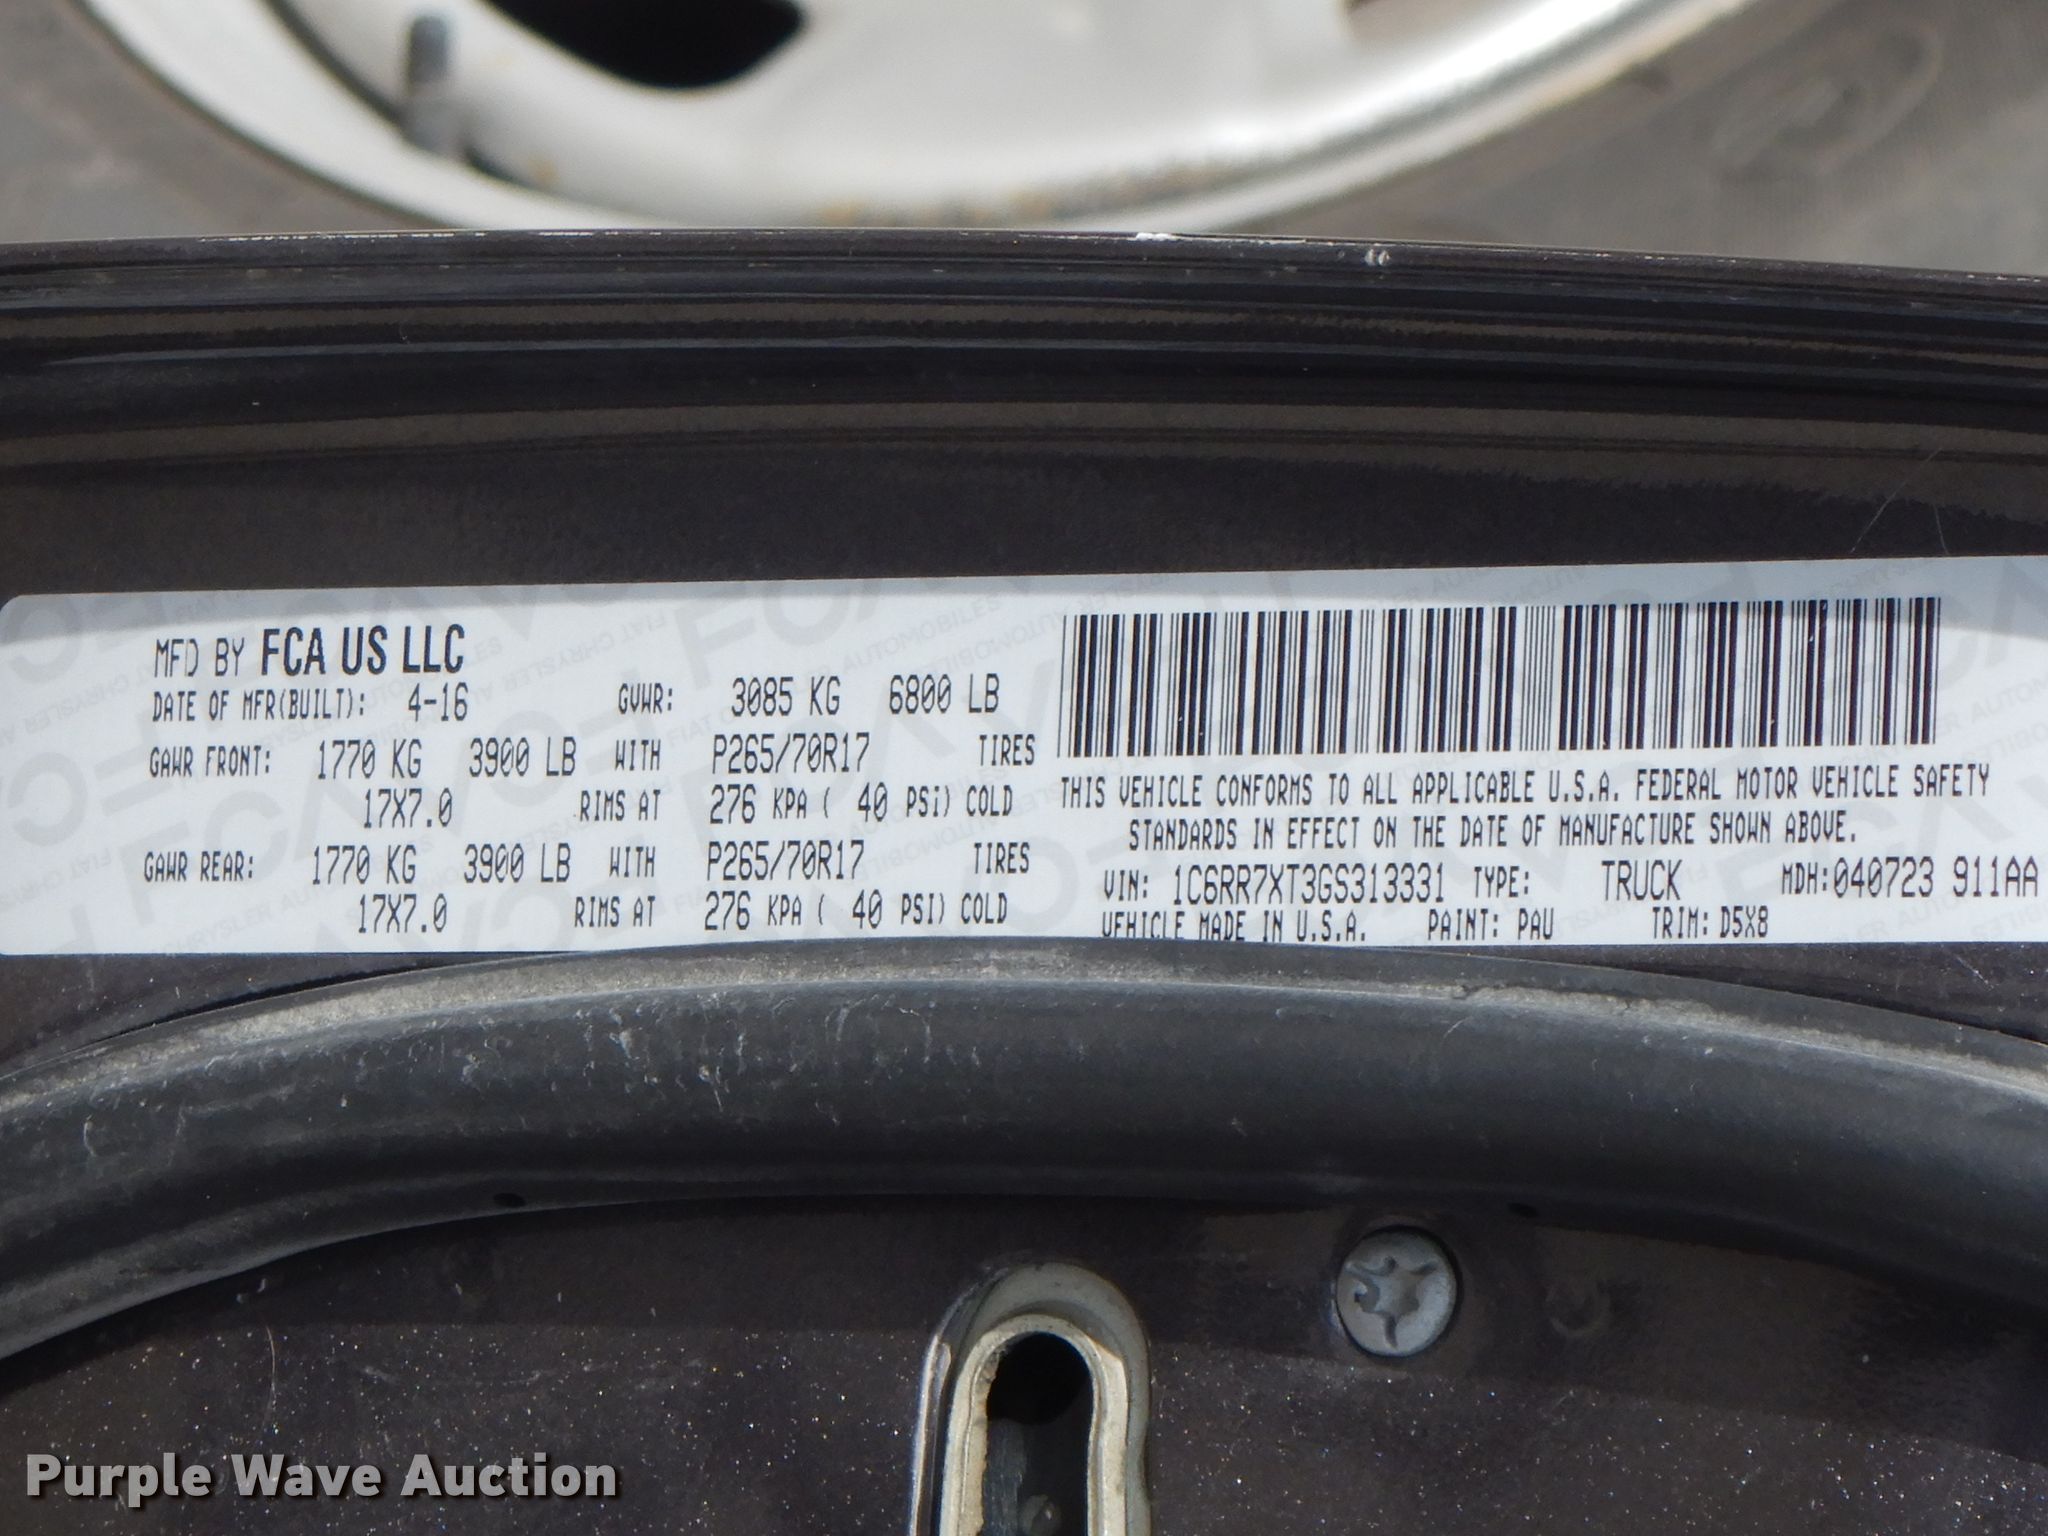 MFD BY FCA US LLC
DATE OF MFR(BUILT): 4-16 GVWR: 3085 KG 6800 LB
GAWR FRONT: 1770 KG 3900 LB WITH P265/70R17 TIRES
17X7.0 RIMS AT 276 KPA ( 40 PSi) COLD
GAWR REAR: 1770 KG 3900 LB WITH P265/70R17 TIRES
17X7.0 RIMS AT 276 KPA ( 40 PSI) COLD
THIS VEHICLE CONFORMS TO ALL APPLICABLE U.S.A. FEDERAL MOTOR VEHICLE SAFETY
STANDARDS IN EFFECT ON THE DATE OF MANUFACTURE SHOWN ABOVE.
VIN: 1C6RR7XT3GS313331 TYPE: TRUCK MDH:040723 911AA
VEHICLE MADE IN U.S.A. PAINT: PAU TRIM: D5X8
Purple Wave Auction